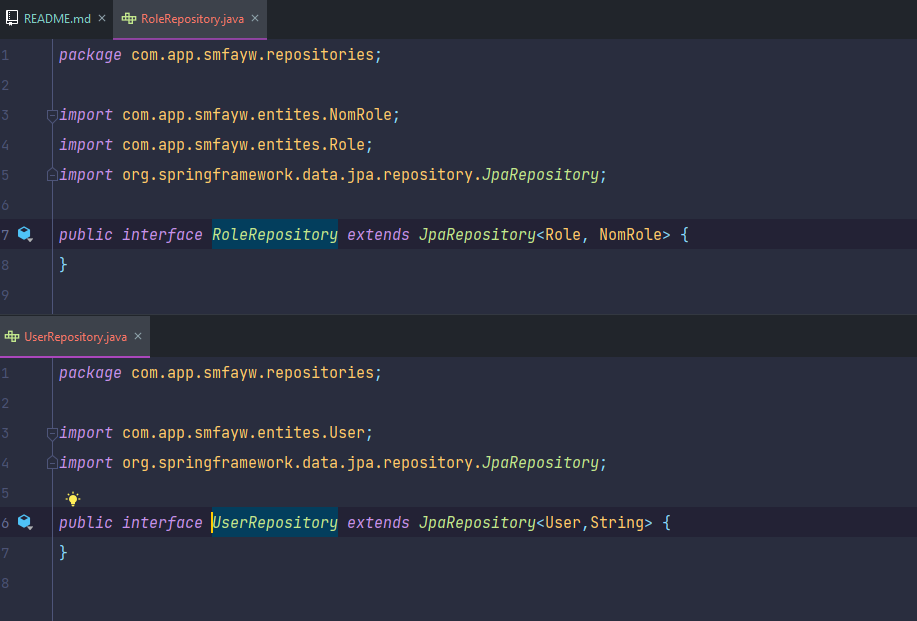 README.md × RoleRepository.java ×
1 package com.app.smfayw.repositories;
2
3 import com.app.smfayw.entites.NomRole;
4 import com.app.smfayw.entites.Role;
5 import org.springframework.data.jpa.repository.JpaRepository;
6
7 public interface RoleRepository extends JpaRepository<Role, NomRole> {
8 }
9
UserRepository.java ×
1 package com.app.smfayw.repositories;
2
3 import com.app.smfayw.entites.User;
4 import org.springframework.data.jpa.repository.JpaRepository;
5
6 public interface UserRepository extends JpaRepository<User,String> {
7 }
8